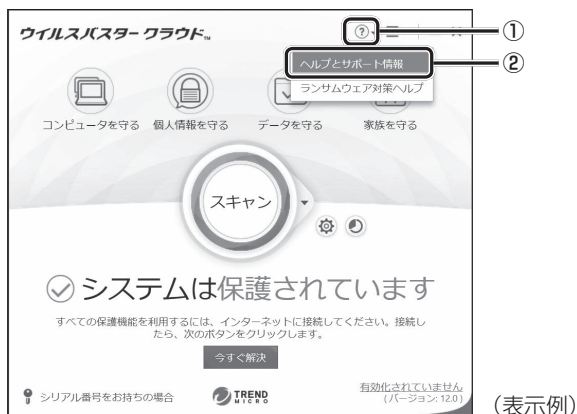 ウイルスバスター クラウド™
①
②
ヘルプとサポート情報
ランサムウェア対策ヘルプ
コンピュータを守る 個人情報を守る データを守る 家族を守る
スキャン
システムは保護されています
すべての保護機能を利用するには、インターネットに接続してください。接続し
たら、次のボタンをクリックします。
今すぐ解決
シリアル番号をお持ちの場合
TREND
MICRO
有効化されていません
(バージョン: 12.0)
(表示例)